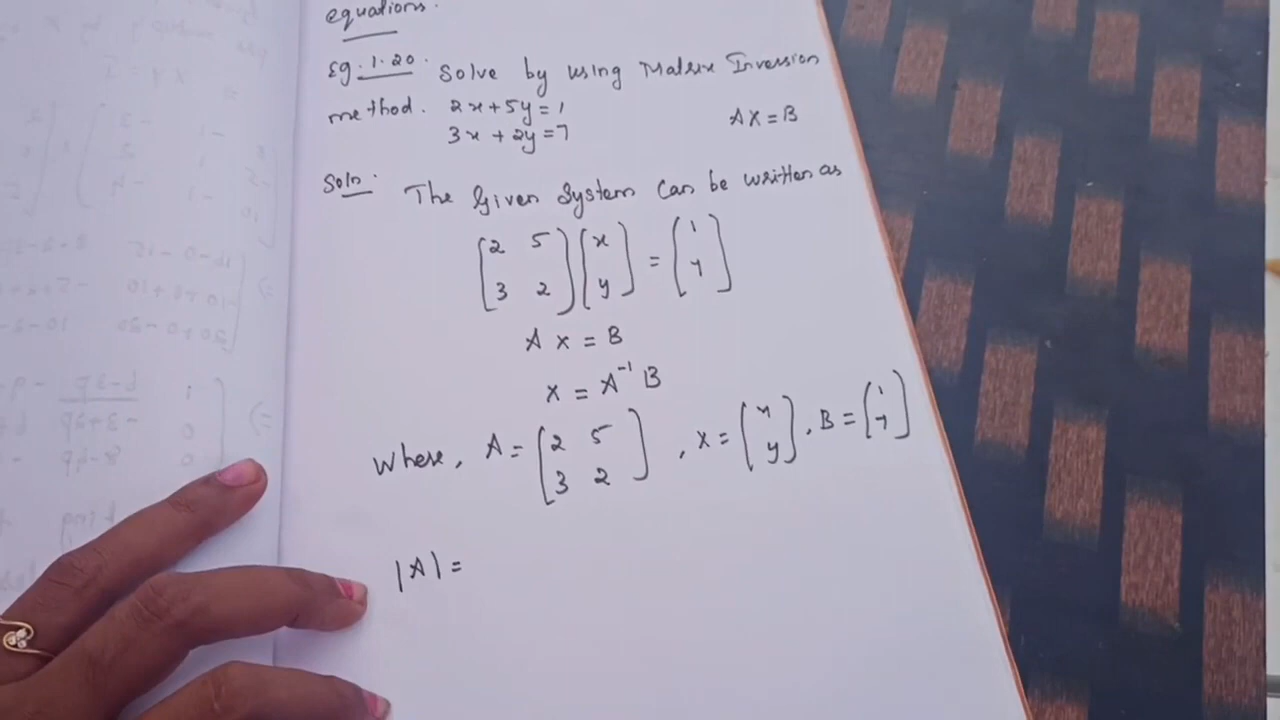 equations.
Eg. 1.20. Solve by using Matrix Inversion
method. 2x+5y=1
3x+2y=7 AX=B
Soln. The Given System can be written as
[2 5] [x] = [1]
[3 2] [y] [7]
A X = B
X = A⁻¹ B
Where, A = [2 5], X = [x], B = [1]
[3 2] [y] [7]
|A| =